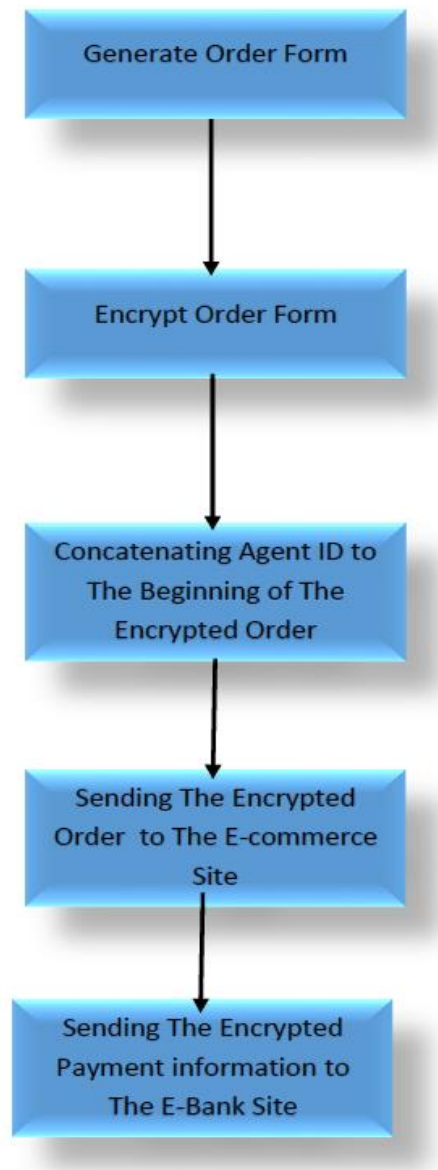 Generate Order Form
Encrypt Order Form
Concatenating Agent ID to
The Beginning of The
Encrypted Order
Sending The Encrypted
Order to The E-commerce
Site
Sending The Encrypted
Payment information to
The E-Bank Site